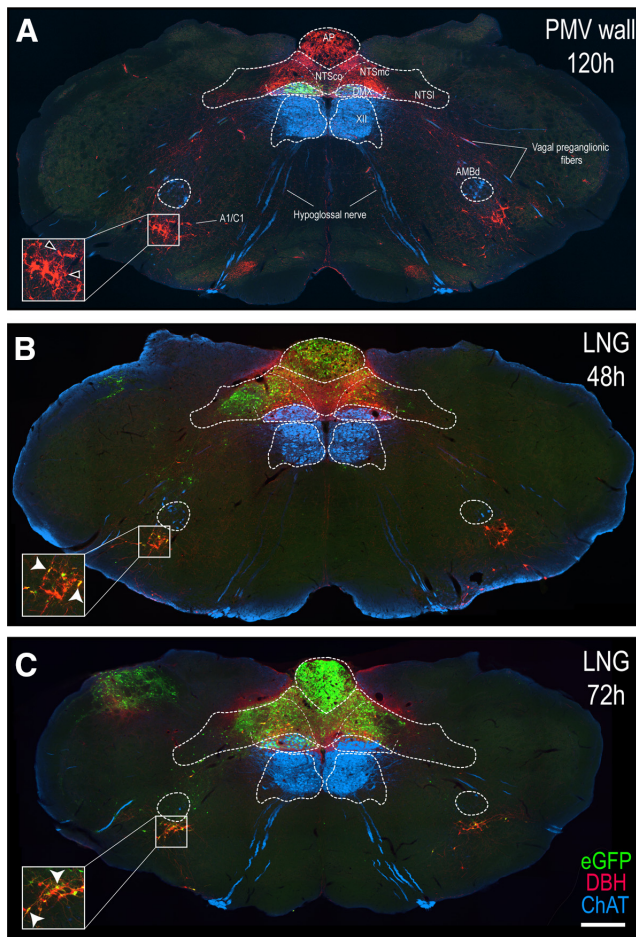 A
PMV wall
120h
AP
NTSco
NTSmc
DMX
NTSl
XII
Vagal preganglionic
fibers
AMBd
A1/C1
Hypoglossal nerve
B
LNG
48h
C
LNG
72h
eGFP
DBH
ChAT